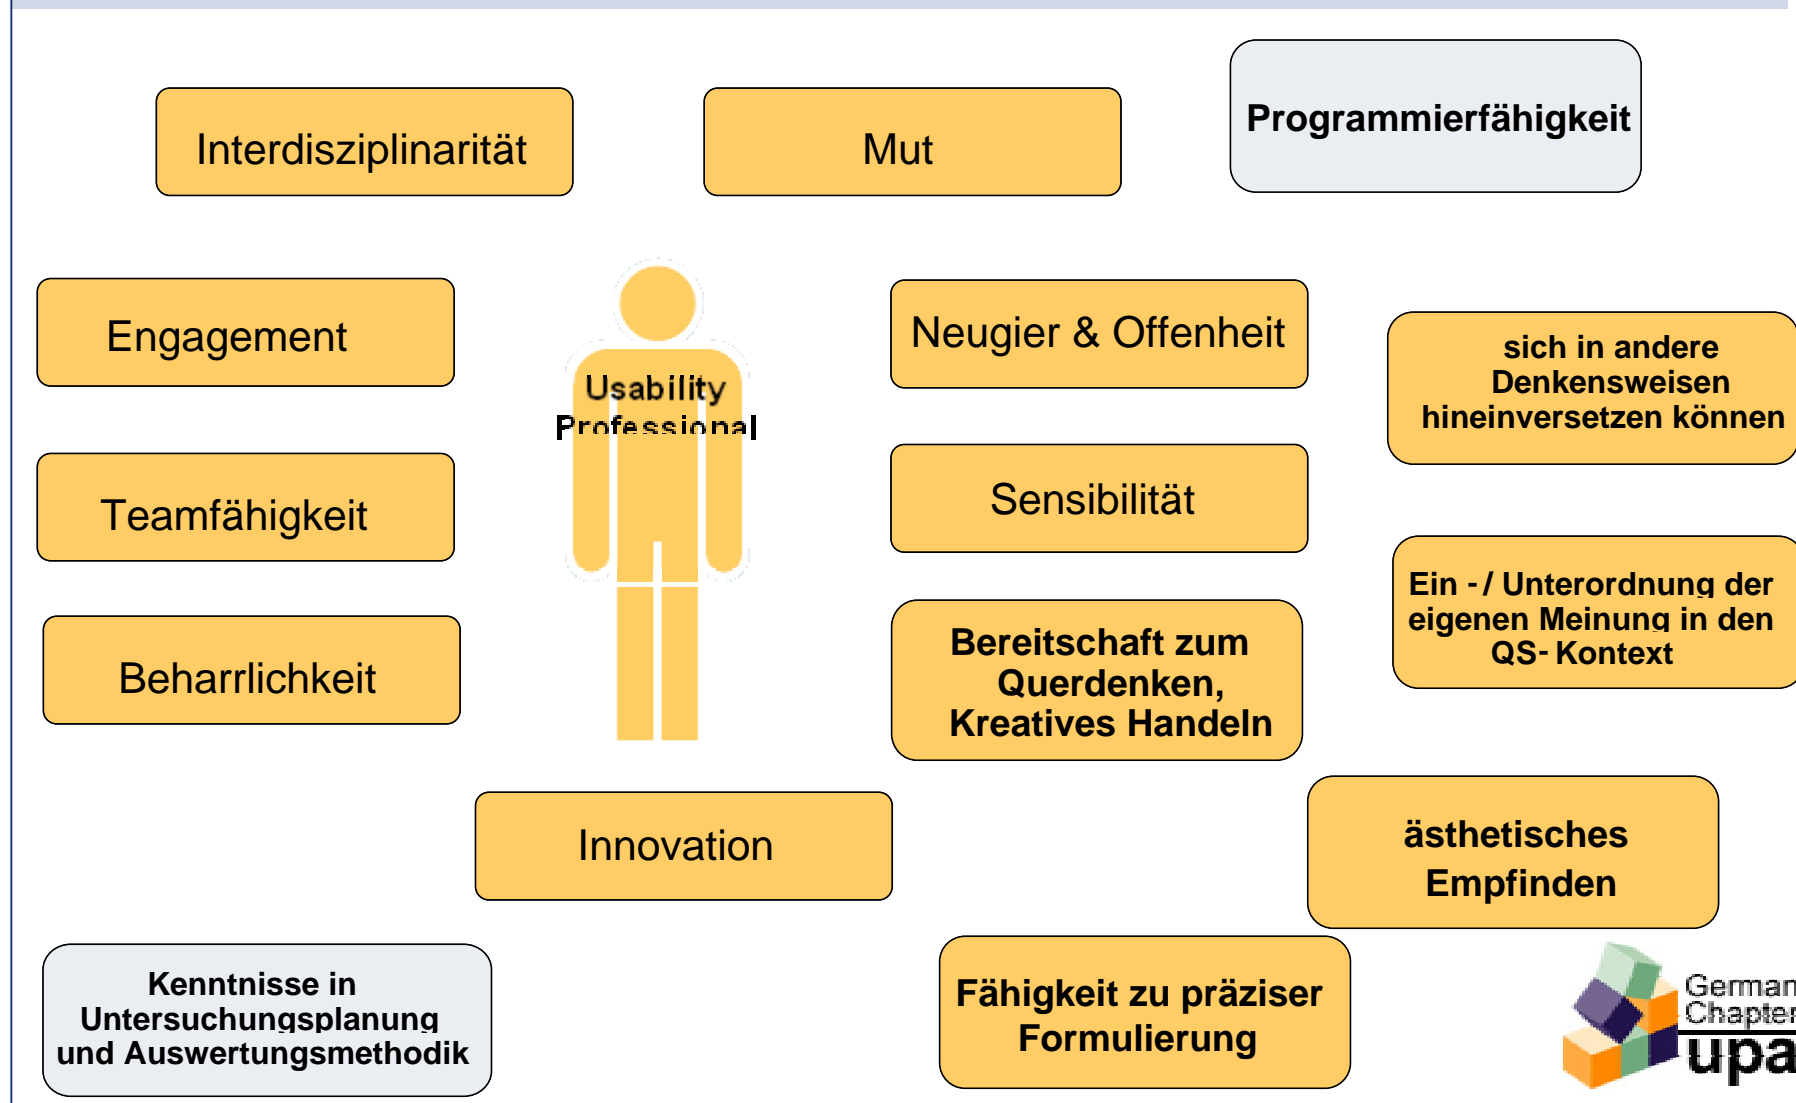 Interdisziplinarität
Mut
Programmierfähigkeit
Engagement
Usability
Professional
Neugier & Offenheit
sich in andere
Denkensweisen
hineinversetzen können
Teamfähigkeit
Sensibilität
Ein - / Unterordnung der
eigenen Meinung in den
QS- Kontext
Beharrlichkeit
Bereitschaft zum
Querdenken,
Kreatives Handeln
Innovation
ästhetisches
Empfinden
Kenntnisse in
Untersuchungsplanung
und Auswertungsmethodik
Fähigkeit zu präziser
Formulierung
German
Chapter
upa